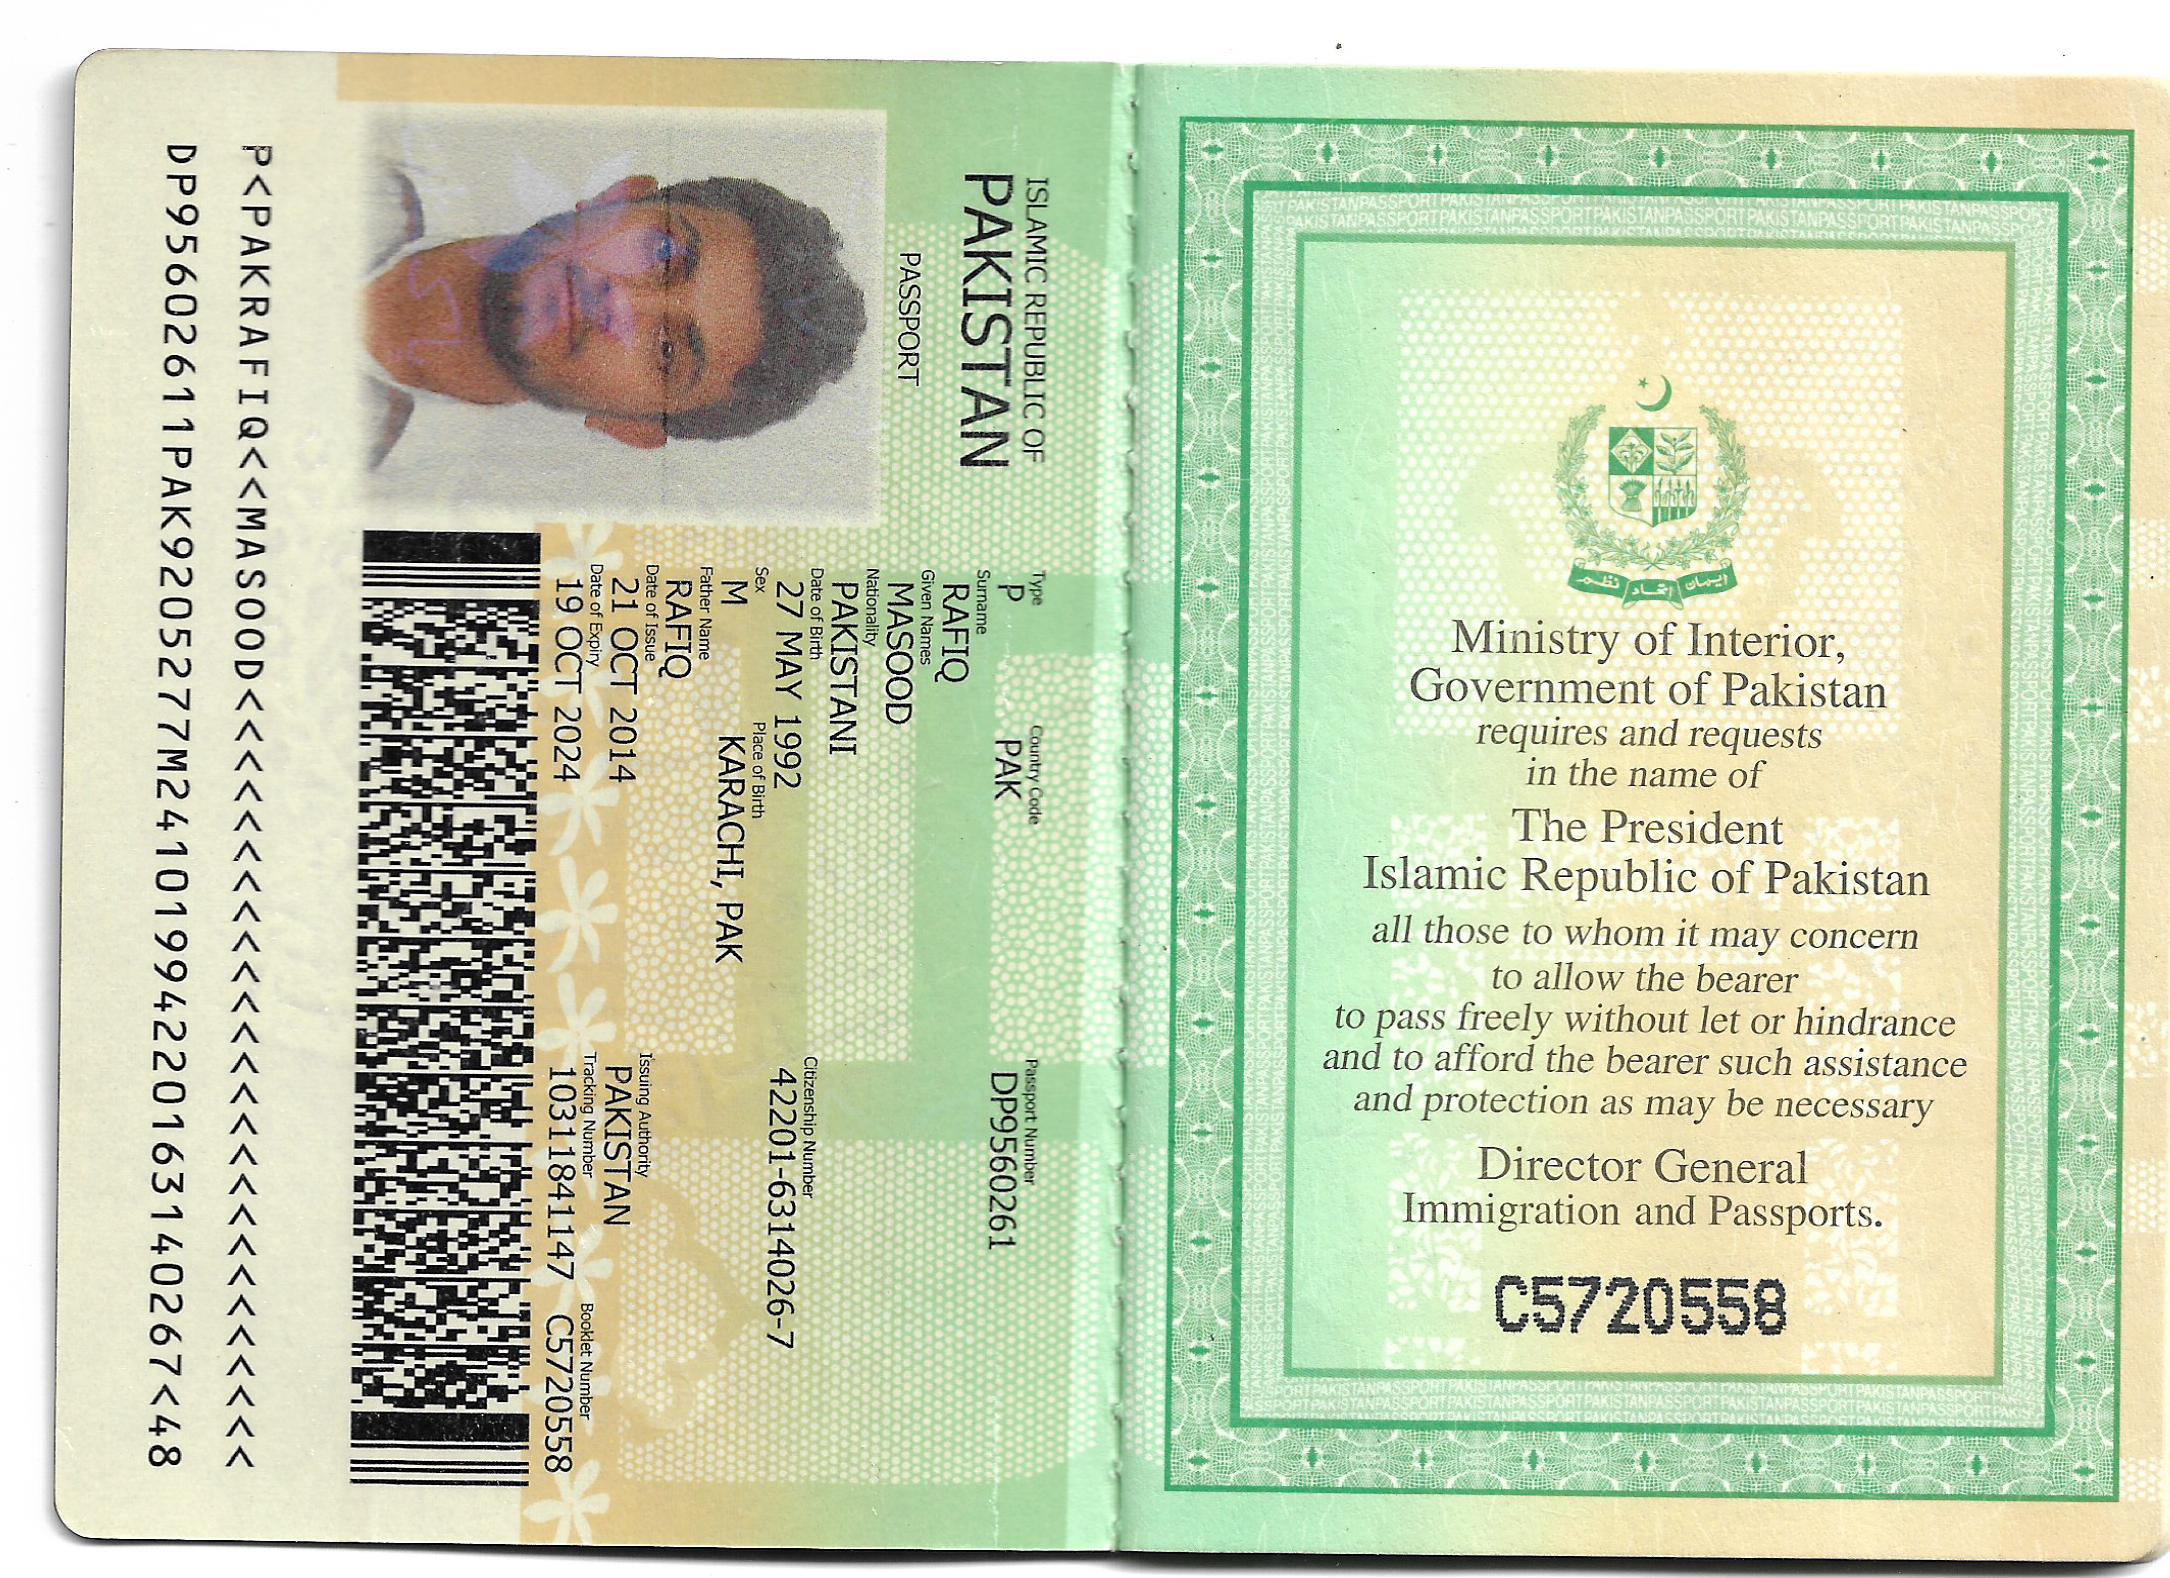 ISLAMIC REPUBLIC OF
PAKISTAN
PASSPORT
Type Country Code Passport Number
P PAK DP9560261
Surname
RAFIQ
Given Names
MASOOD
Nationality
PAKISTANI
Date of Birth Citizenship Number
27 MAY 1992 42201-6314026-7
Sex Place of Birth
M KARACHI, PAK
Father Name
RAFIQ
Date of Issue Issuing Authority
21 OCT 2014 PAKISTAN
Date of Expiry Tracking Number Booklet Number
19 OCT 2024 10311841147 C5720558
P<PAKRAFIQ<<MASOOD<<<<<<<<<<<<<<<<<<<<<<<<<<
DP95602611PAK9205277M24101994220163140267<48
ایمان اتحاد نظم
Ministry of Interior,
Government of Pakistan
requires and requests
in the name of
The President
Islamic Republic of Pakistan
all those to whom it may concern
to allow the bearer
to pass freely without let or hindrance
and to afford the bearer such assistance
and protection as may be necessary
Director General
Immigration and Passports.
C5720558